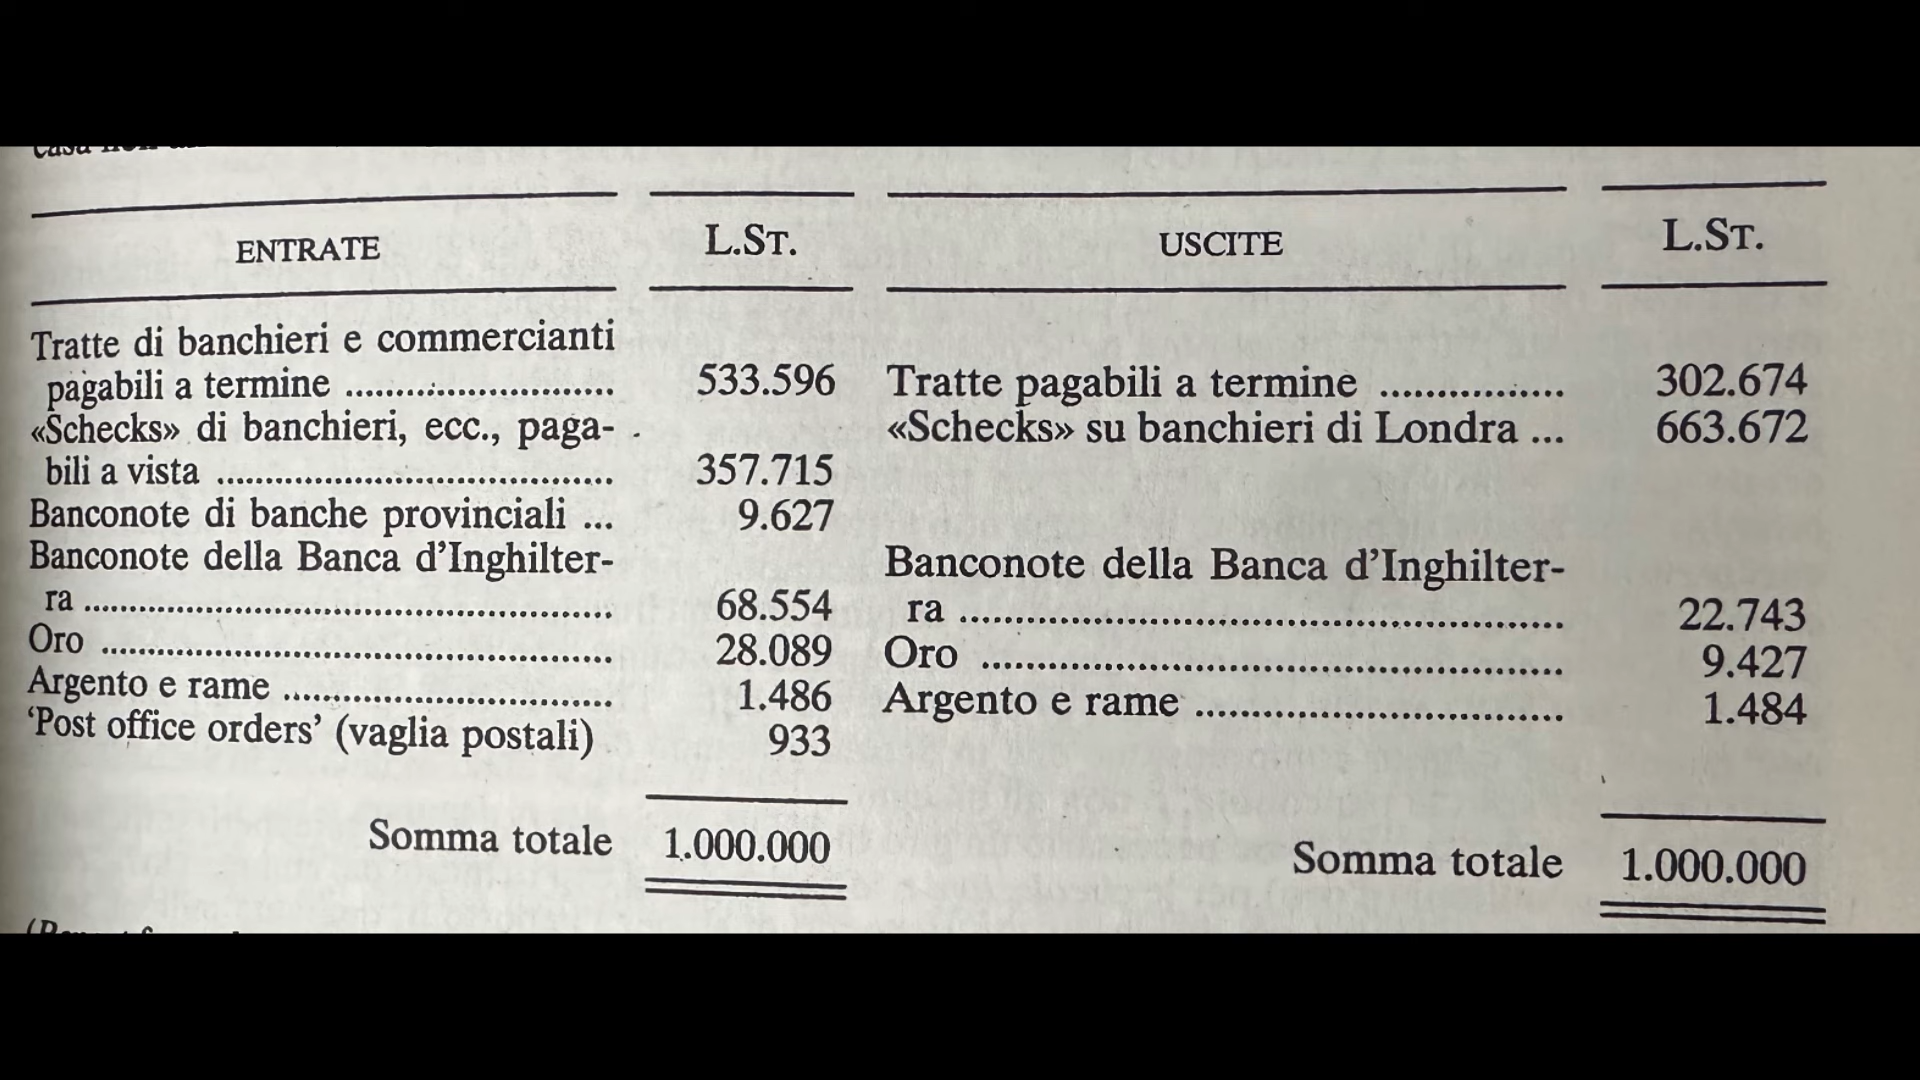 ENTRATE L.ST. USCITE L.ST.
Tratte di banchieri e commercianti
pagabili a termine .............................. 533.596 Tratte pagabili a termine ................ 302.674
«Schecks» di banchieri, ecc., paga- «Schecks» su banchieri di Londra ... 663.672
bili a vista ............................................ 357.715
Banconote di banche provinciali ... 9.627
Banconote della Banca d'Inghilter- Banconote della Banca d'Inghilter-
ra .......................................................... 68.554 ra .......................................................... 22.743
Oro ........................................................ 28.089 Oro ........................................................ 9.427
Argento e rame .................................... 1.486 Argento e rame .................................... 1.484
'Post office orders' (vaglia postali) 933
Somma totale 1.000.000 Somma totale 1.000.000